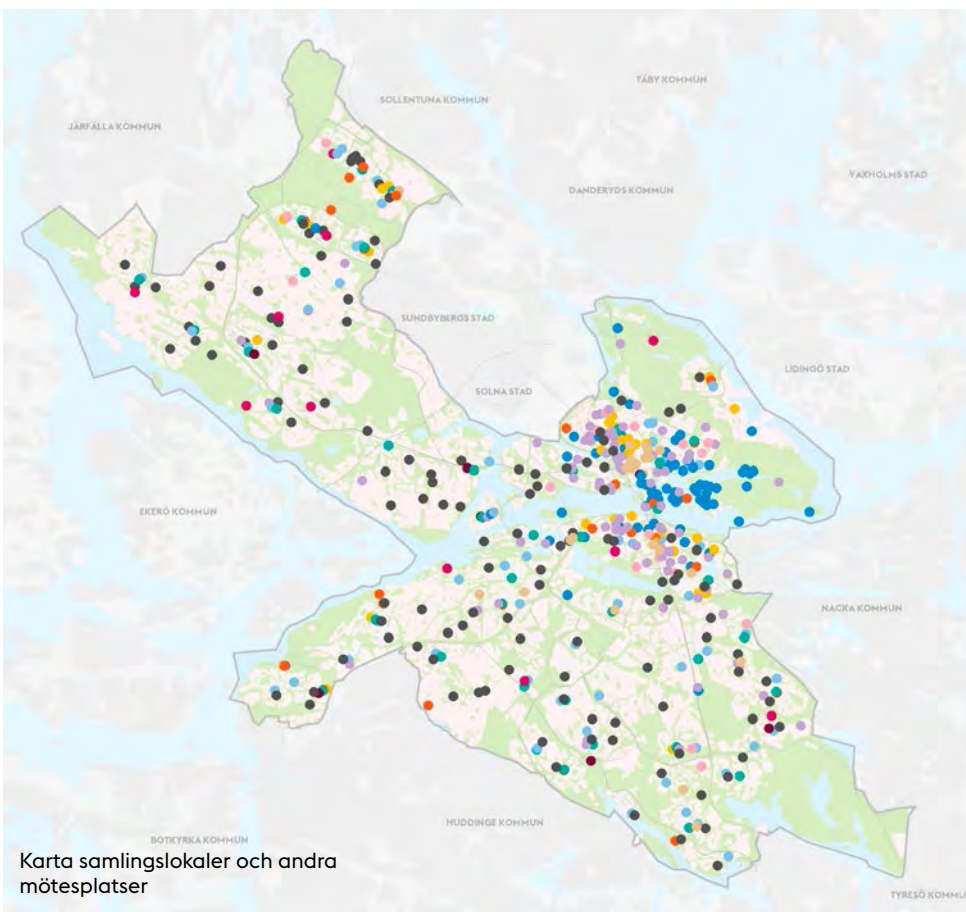 TÄBY KOMMUN
SOLLENTUNA KOMMUN
JÄRFÄLLA KOMMUN
VAXHOLMS STAD
DANDERYDS KOMMUN
SUNDBYBERGS STAD
LIDINGÖ STAD
SOLNA STAD
EKERÖ KOMMUN
NACKA KOMMUN
HUDDINGE KOMMUN
BOTKYRKA KOMMUN
Karta samlingslokaler och andra
mötesplatser
TYRESÖ KOMMU